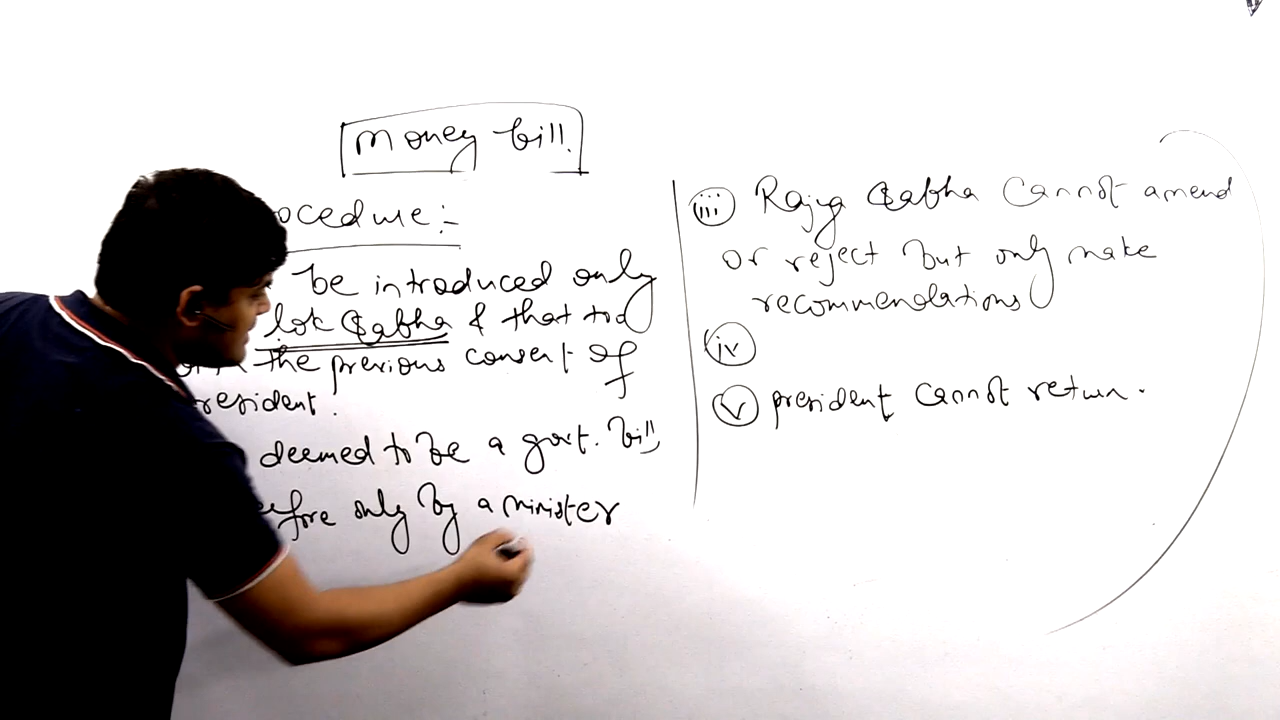 Money bill.
ocedure:-
be introduced only
lok Sabha & that too
the previous consent of
resident.
deemed to be a govt. bill
efore only by a minister
iii Rajya Sabha Cannot amend
or reject but only make
recommendations
iv
v president cannot return.